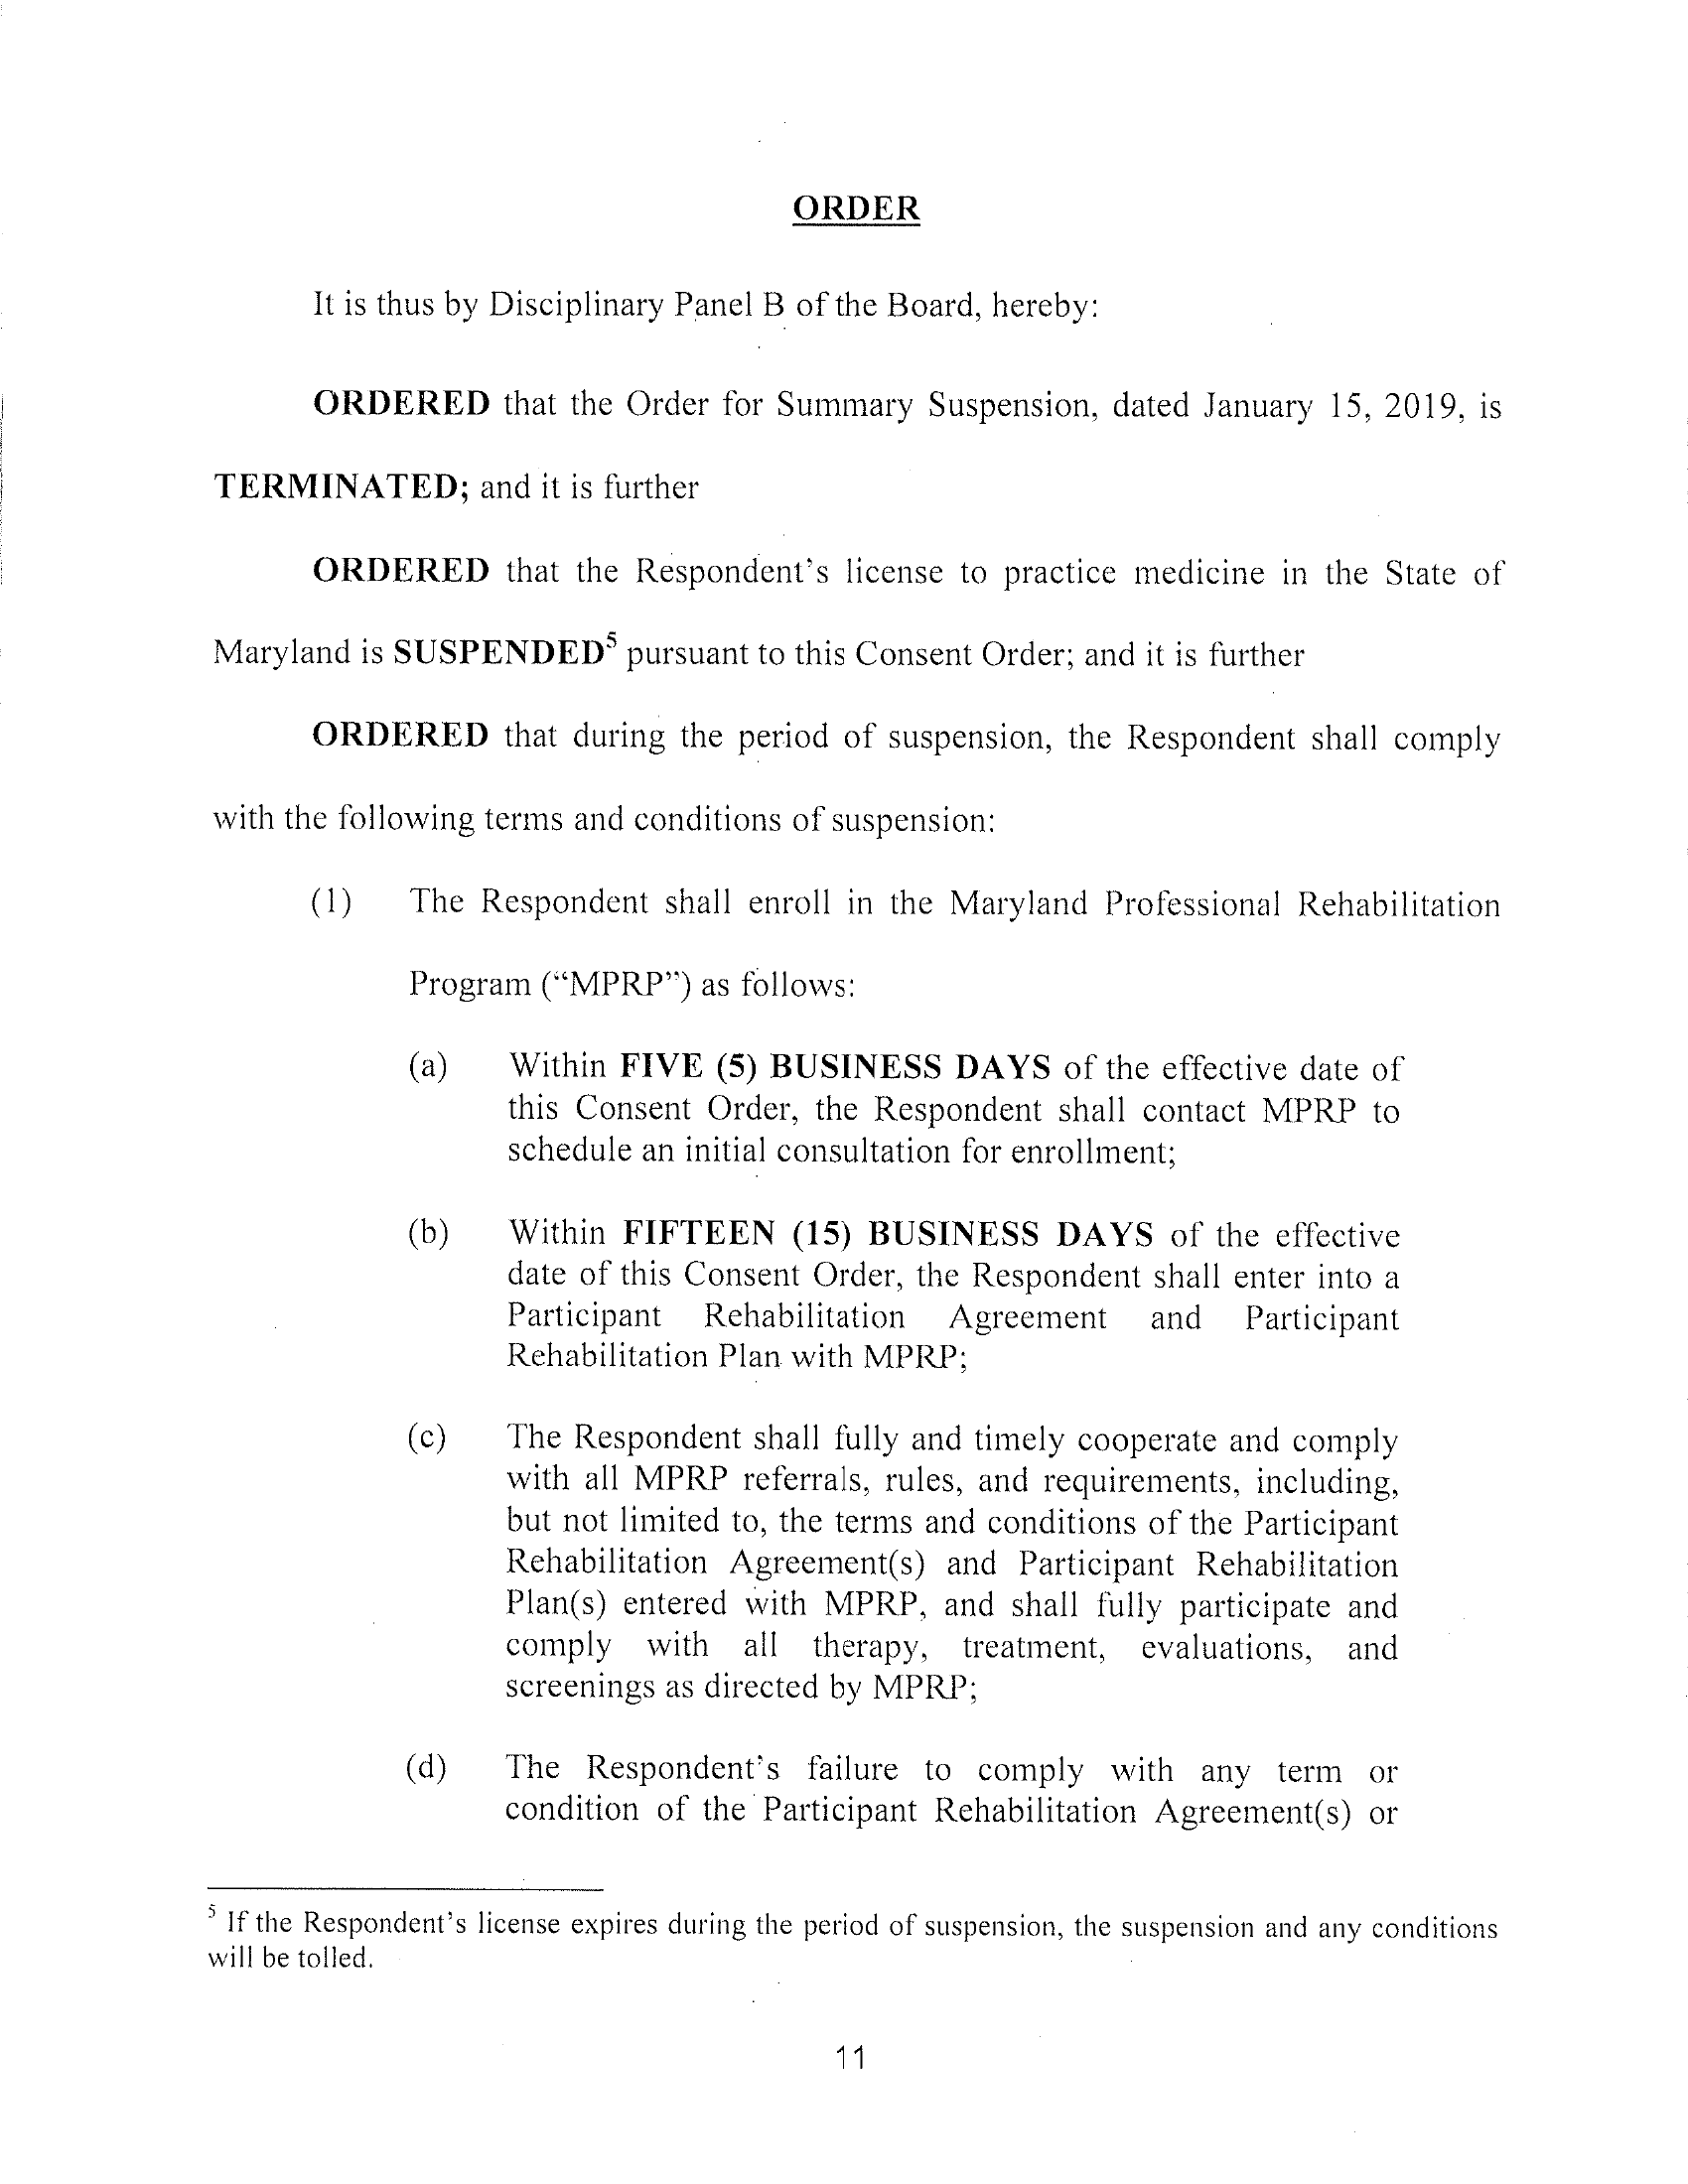 ORDER
It is thus by Disciplinary Panel B of the Board, hereby:
ORDERED that the Order for Summary Suspension, dated January 15, 2019, is
TERMINATED; and it is further
ORDERED that the Respondent's license to practice medicine in the State of
Maryland is SUSPENDED5 pursuant to this Consent Order; and it is further
ORDERED that during the period of suspension, the Respondent shall comply
with the following terms and conditions of suspension:
(1) The Respondent shall enroll in the Maryland Professional Rehabilitation
Program (“MPRP”) as follows:
(a) Within FIVE (5) BUSINESS DAYS of the effective date of
this Consent Order, the Respondent shall contact MPRP to
schedule an initial consultation for enrollment;
(b) Within FIFTEEN (15) BUSINESS DAYS of the effective
date of this Consent Order, the Respondent shall enter into a
Participant Rehabilitation Agreement and Participant
Rehabilitation Plan with MPRP;
(c) The Respondent shall fully and timely cooperate and comply
with all MPRP referrals, rules, and requirements, including,
but not limited to, the terms and conditions of the Participant
Rehabilitation Agreement(s) and Participant Rehabilitation
Plan(s) entered with MPRP, and shall fully participate and
comply with all therapy, treatment, evaluations, and
screenings as directed by MPRP;
(d) The Respondent's failure to comply with any term or
condition of the Participant Rehabilitation Agreement(s) or
5 If the Respondent's license expires during the period of suspension, the suspension and any conditions
will be tolled.
11